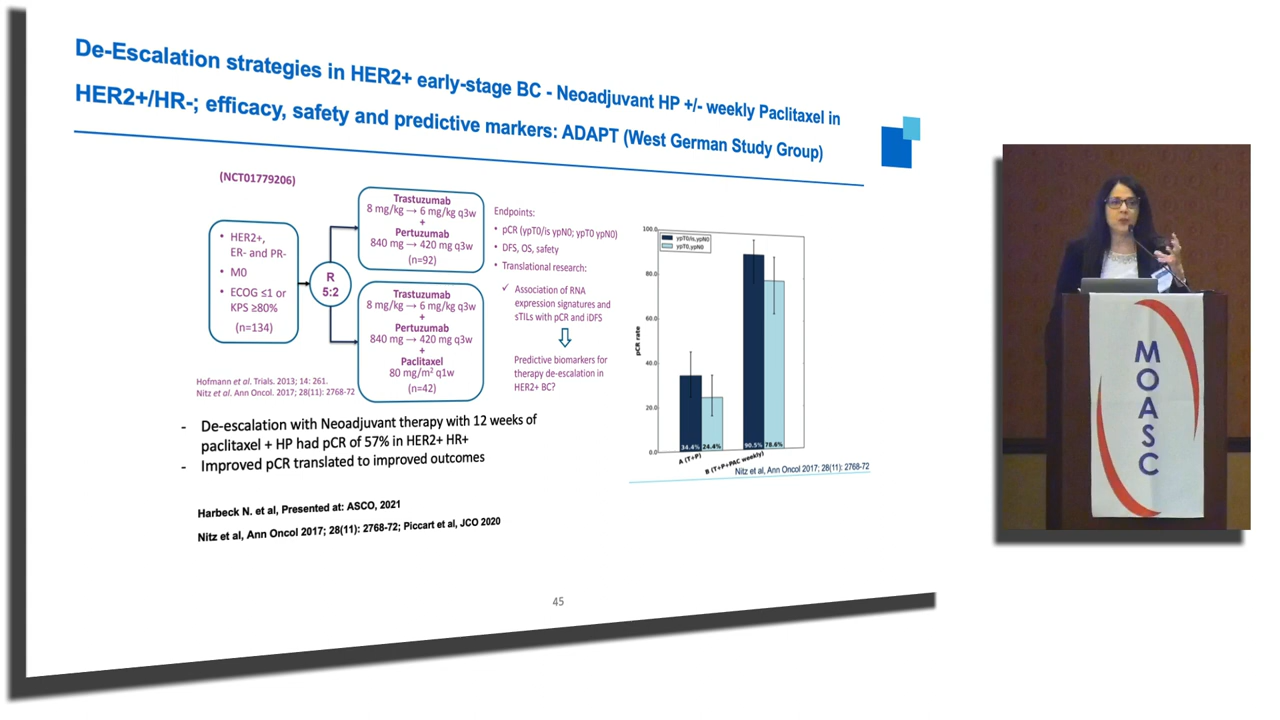 De-Escalation strategies in HER2+ early-stage BC - Neoadjuvant HP +/- weekly Paclitaxel in
HER2+/HR-; efficacy, safety and predictive markers: ADAPT (West German Study Group)
(NCT01779206)
• HER2+,
ER- and PR-
• M0
• ECOG ≤1 or
KPS ≥80%
(n=134)
R
5:2
Trastuzumab
8 mg/kg → 6 mg/kg q3w
+
Pertuzumab
840 mg → 420 mg q3w
(n=92)
Trastuzumab
8 mg/kg → 6 mg/kg q3w
+
Pertuzumab
840 mg → 420 mg q3w
+
Paclitaxel
80 mg/m² q1w
(n=42)
Endpoints:
• pCR (ypT0/is ypN0; ypT0 ypN0)
• DFS, OS, safety
• Translational research:
✓ Association of RNA
expression signatures and
sTILs with pCR and iDFS
Predictive biomarkers for
therapy de-escalation in
HER2+ BC?
Hofmann et al. Trials. 2013; 14: 261.
Nitz et al. Ann Oncol. 2017; 28(11): 2768-72
pCR rate
100.0
80.0
60.0
40.0
20.0
0.0
ypT0/is,ypN0
ypT0,ypN0
34.4% 24.4%
90.5% 78.6%
A (T+P)
B (T+P+PAC weekly)
Nitz et al, Ann Oncol 2017; 28(11): 2768-72
- De-escalation with Neoadjuvant therapy with 12 weeks of
paclitaxel + HP had pCR of 57% in HER2+ HR+
- Improved pCR translated to improved outcomes
Harbeck N. et al, Presented at: ASCO, 2021
Nitz et al, Ann Oncol 2017; 28(11): 2768-72; Piccart et al, JCO 2020
45
MOASC